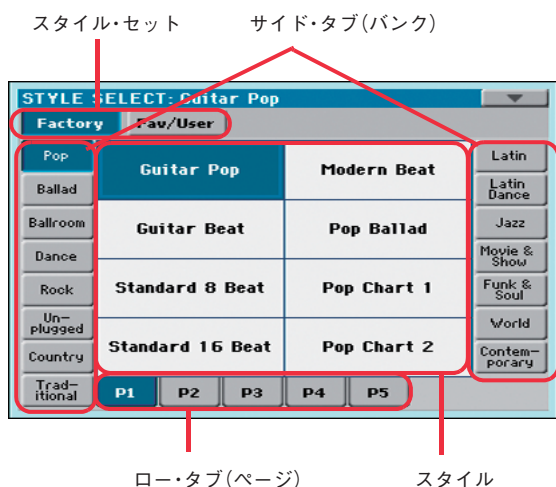 スタイル・セット
サイド・タブ(バンク)
STYLE SELECT: Guitar Pop
Factory
Fav/User
Pop
Ballad
Ballroom
Dance
Rock
Un-
plugged
Country
Trad-
itional
Guitar Pop
Modern Beat
Guitar Beat
Pop Ballad
Standard 8 Beat
Pop Chart 1
Standard 16 Beat
Pop Chart 2
Latin
Latin
Dance
Jazz
Movie &
Show
Funk &
Soul
World
Contem-
porary
P1
P2
P3
P4
P5
ロー・タブ(ページ)
スタイル